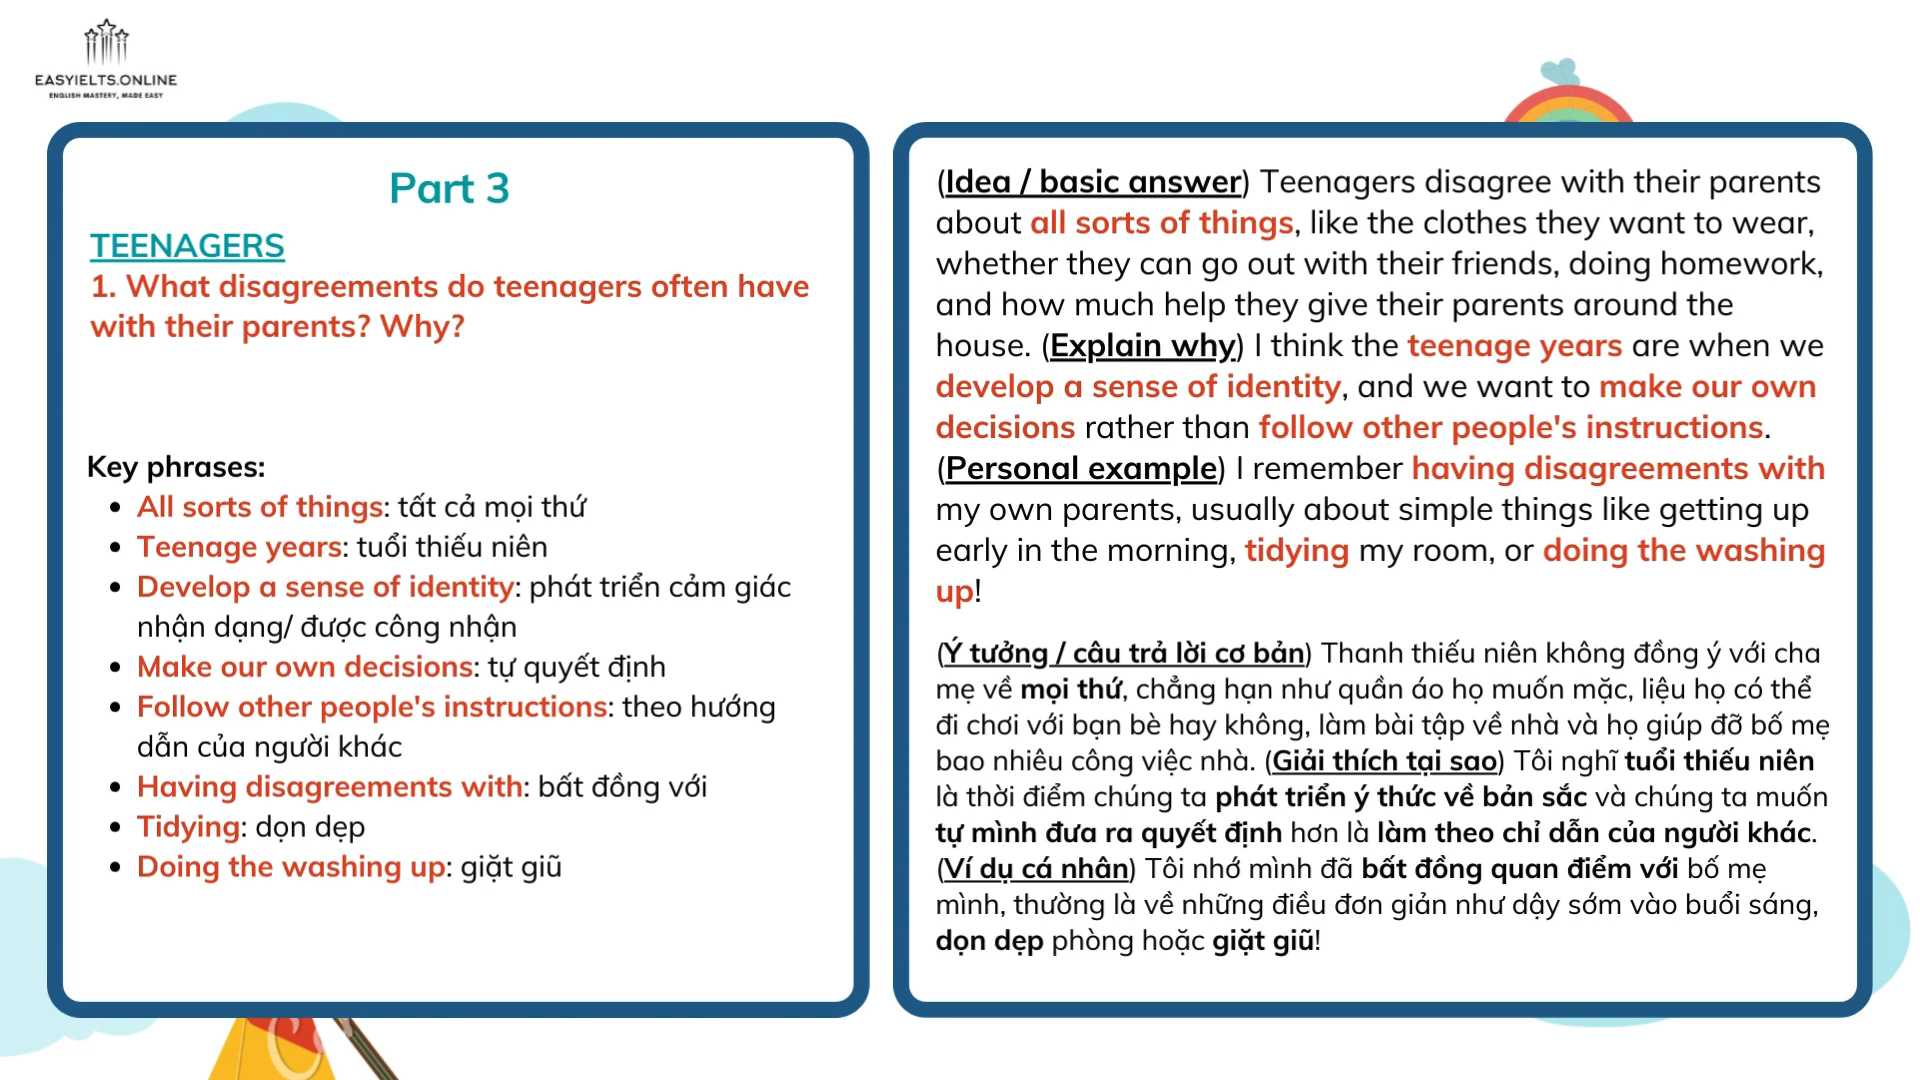 EASYIELTS.ONLINE
ENGLISH MASTERY, MADE EASY
Part 3
TEENAGERS
1. What disagreements do teenagers often have
with their parents? Why?
Key phrases:
• All sorts of things: tất cả mọi thứ
• Teenage years: tuổi thiếu niên
• Develop a sense of identity: phát triển cảm giác
nhận dạng/ được công nhận
• Make our own decisions: tự quyết định
• Follow other people's instructions: theo hướng
dẫn của người khác
• Having disagreements with: bất đồng với
• Tidying: dọn dẹp
• Doing the washing up: giặt giũ
(Idea / basic answer) Teenagers disagree with their parents
about all sorts of things, like the clothes they want to wear,
whether they can go out with their friends, doing homework,
and how much help they give their parents around the
house. (Explain why) I think the teenage years are when we
develop a sense of identity, and we want to make our own
decisions rather than follow other people's instructions.
(Personal example) I remember having disagreements with
my own parents, usually about simple things like getting up
early in the morning, tidying my room, or doing the washing
up!
(Ý tưởng / câu trả lời cơ bản) Thanh thiếu niên không đồng ý với cha
mẹ về mọi thứ, chẳng hạn như quần áo họ muốn mặc, liệu họ có thể
đi chơi với bạn bè hay không, làm bài tập về nhà và họ giúp đỡ bố mẹ
bao nhiêu công việc nhà. (Giải thích tại sao) Tôi nghĩ tuổi thiếu niên
là thời điểm chúng ta phát triển ý thức về bản sắc và chúng ta muốn
tự mình đưa ra quyết định hơn là làm theo chỉ dẫn của người khác.
(Ví dụ cá nhân) Tôi nhớ mình đã bất đồng quan điểm với bố mẹ
mình, thường là về những điều đơn giản như dậy sớm vào buổi sáng,
dọn dẹp phòng hoặc giặt giũ!